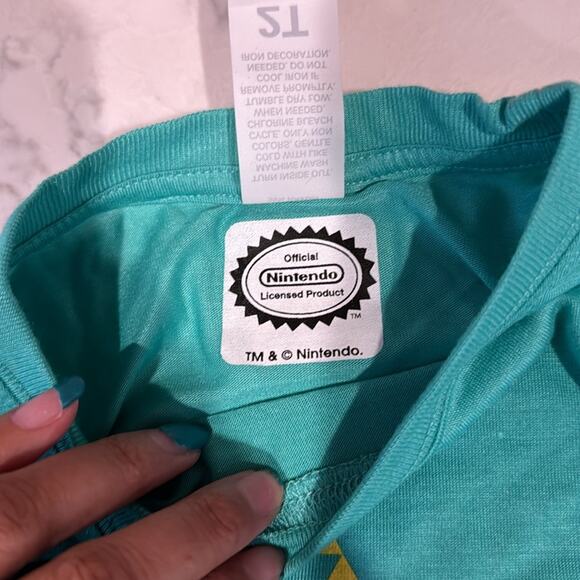 TURN INSIDE OUT.
MACHINE WASH
COLD WITH LIKE
COLORS, GENTLE
CYCLE. ONLY NON
CHLORINE BLEACH
WHEN NEEDED.
TUMBLE DRY LOW.
REMOVE PROMPTLY.
COOL IRON IF
NEEDED. DO NOT
IRON DECORATION.
2T
Official
Nintendo
Licensed Product
TM
TM & © Nintendo.